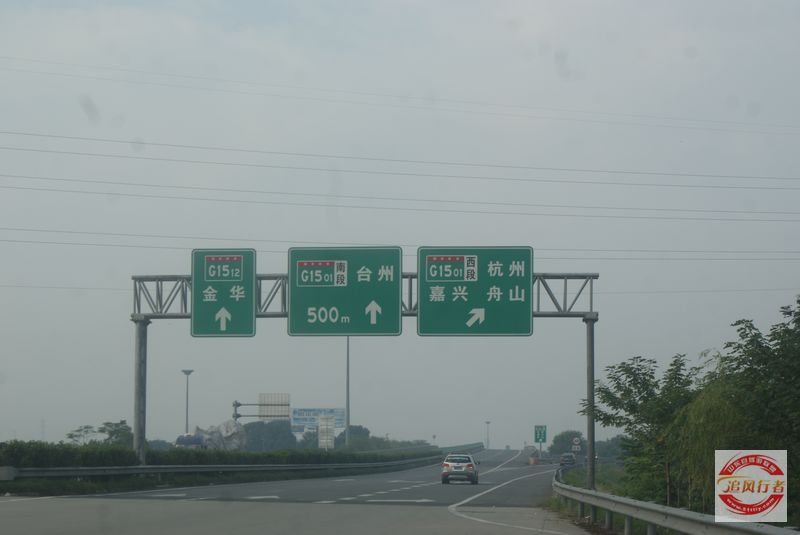 G1512
金华
G1501 南段 台州
500m
G1501 西段 杭州
嘉兴 舟山
追风行者